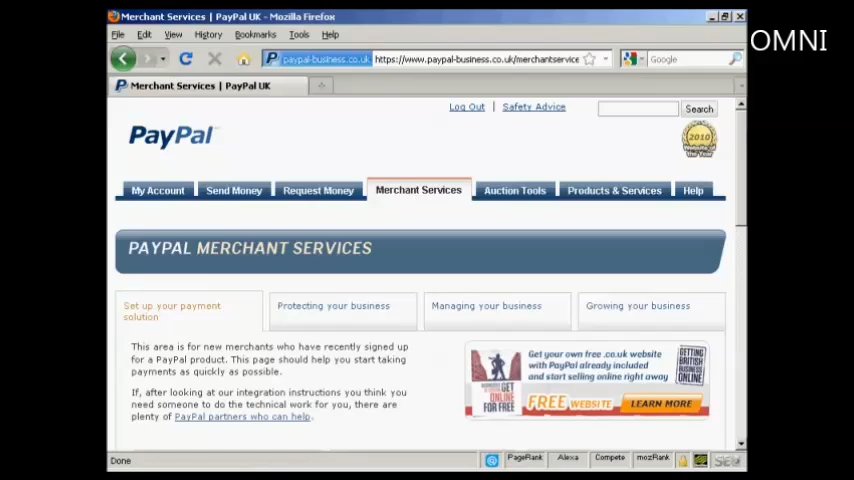 Merchant Services | PayPal UK - Mozilla Firefox
OMNI
File Edit View History Bookmarks Tools Help
paypal-business.co.uk https://www.paypal-business.co.uk/merchantservice
Google
Merchant Services | PayPal UK
Log Out | Safety Advice
Search
PayPal
2010
My Account Send Money Request Money Merchant Services Auction Tools Products & Services Help
PAYPAL MERCHANT SERVICES
Set up your payment solution
Protecting your business
Managing your business
Growing your business
This area is for new merchants who have recently signed
for a PayPal product. This page should help you start taking
payments as quickly as possible.
If, after looking at our integration instructions you think you
need someone to do the technical work for you, there are
plenty of PayPal partners who can help.
Get your own free .co.uk website
with PayPal already included
and start selling online right away
GETTING
BRITISH
BUSINESS
ONLINE
GET
ONLINE
FOR FREE
FREE WEBSITE
LEARN MORE
Done
PageRank Alexa Compete mozRank